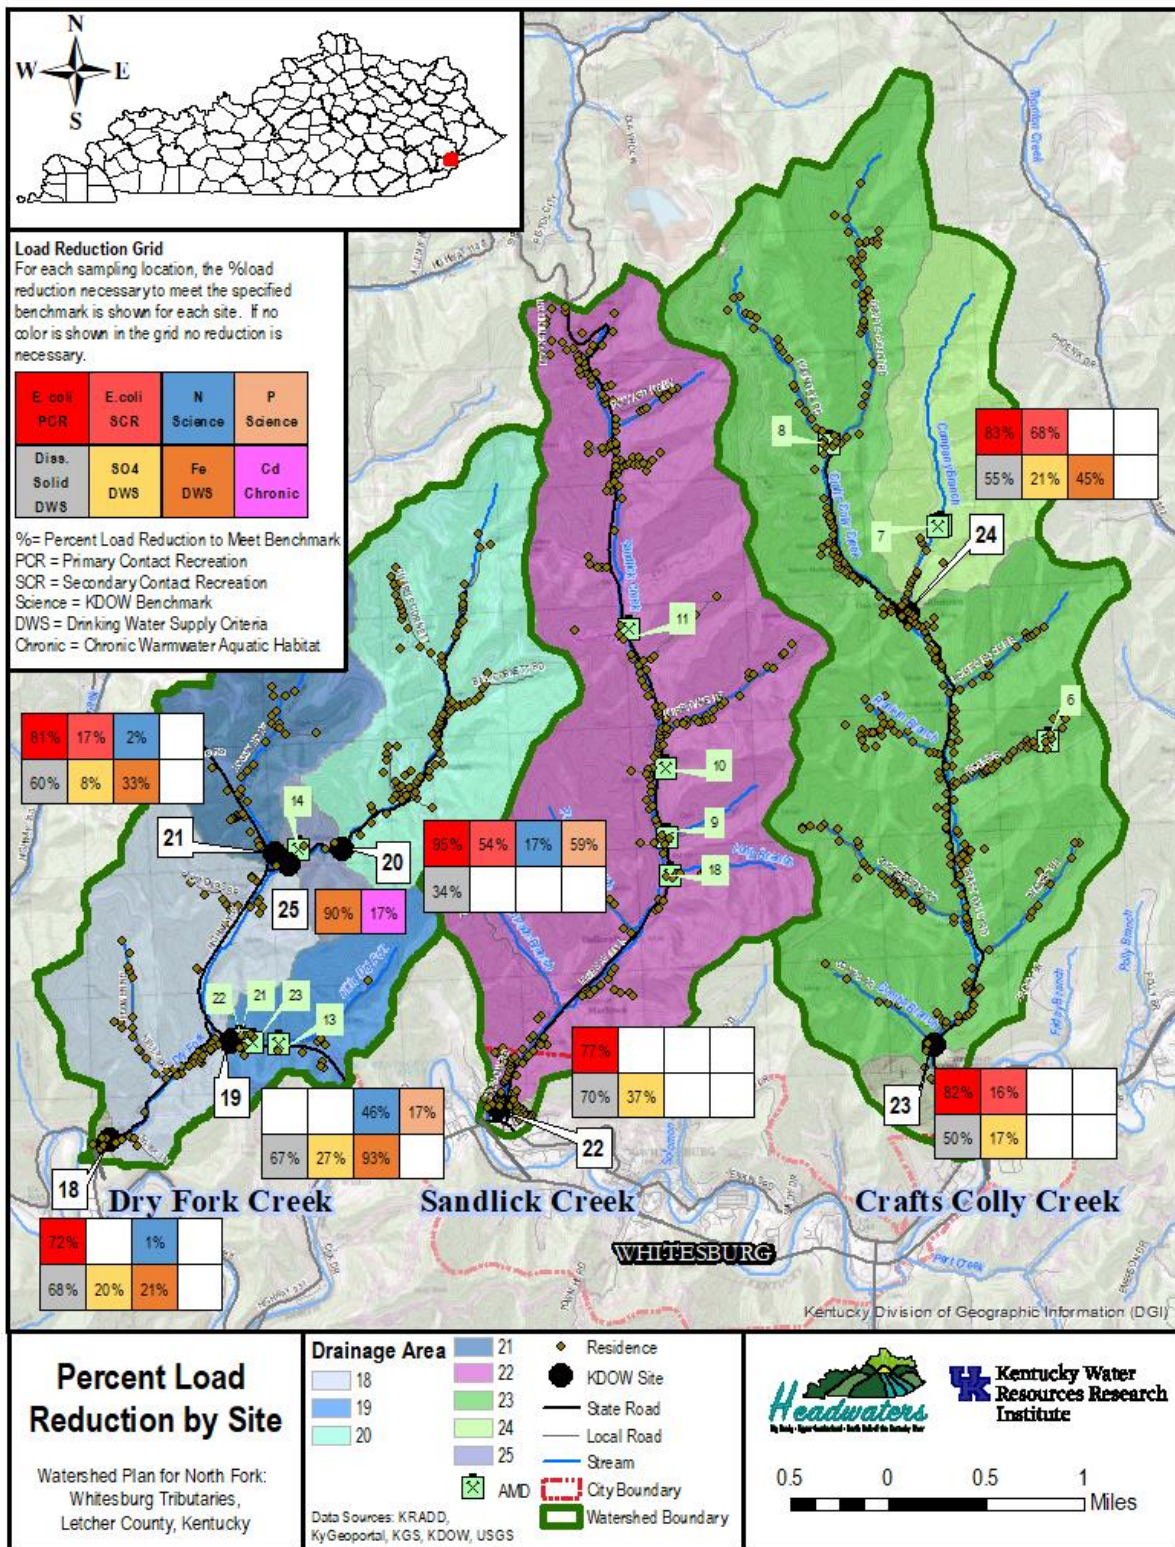 N
W E
S
Load Reduction Grid
For each sampling location, the %load
reduction necessary to meet the specified
benchmark is shown for each site. If no
color is shown in the grid no reduction is
necessary.
E. coli PCR
E.coli SCR
N Science
P Science
Diss. Solid DWS
SO4 DWS
Fe DWS
Cd Chronic
%= Percent Load Reduction to Meet Benchmark
PCR = Primary Contact Recreation
SCR = Secondary Contact Recreation
Science = KDOW Benchmark
DWS = Drinking Water Supply Criteria
Chronic = Chronic Warmwater Aquatic Habitat
Thornton Creek
8
Company Branch
83% 68%
55% 21% 45%
7
24
11
6
81% 17% 2%
60% 8% 33%
10
14
21
20
9
95% 54% 17% 59%
34%
18
25
90% 17%
Polly Branch
22 21 23
13
19
46% 17%
67% 27% 93%
77%
70% 37%
23
82% 16%
50% 17%
22
18
Dry Fork Creek
Sandlick Creek
Crafts Colly Creek
72% 1%
68% 20% 21%
WHITESBURG
Kentucky Division of Geographic Information (DGI)
Percent Load
Reduction by Site
Watershed Plan for North Fork:
Whitesburg Tributaries,
Letcher County, Kentucky
Drainage Area
18
19
20
21
22
23
24
25
AMD
Residence
KDOW Site
State Road
Local Road
Stream
City Boundary
Watershed Boundary
Data Sources: KRADD,
KyGeoportal, KGS, KDOW, USGS
Headwaters
UK Kentucky Water
Resources Research
Institute
0.5 0 0.5 1
Miles